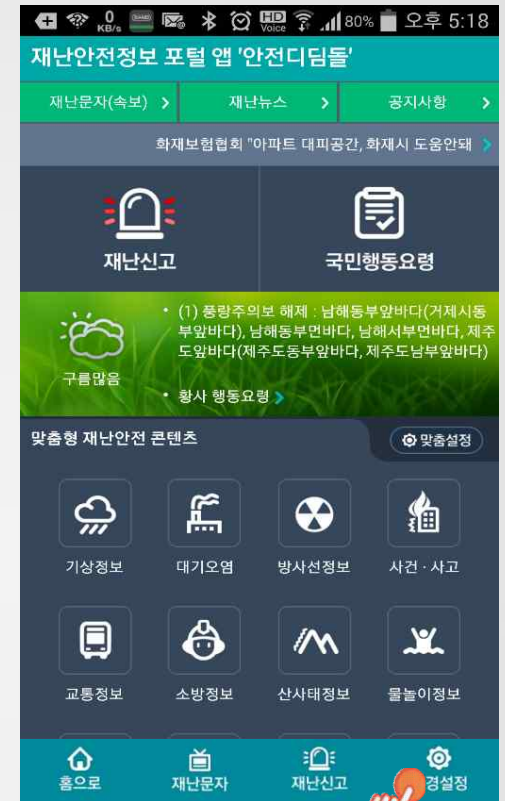 0
KB/s
HD
Voice
80%
오후 5:18
재난안전정보 포털 앱 '안전디딤돌'
재난문자(속보)
재난뉴스
공지사항
화재보험협회 "아파트 대피공간, 화재시 도움안돼
재난신고
국민행동요령
• (1) 풍랑주의보 해제 : 남해동부앞바다(거제시동
부앞바다), 남해동부먼바다, 남해서부먼바다, 제주
도앞바다(제주도동부앞바다, 제주도남부앞바다)
구름많음
• 황사 행동요령
맞춤형 재난안전 콘텐츠
맞춤설정
기상정보
대기오염
방사선정보
사건 · 사고
교통정보
소방정보
산사태정보
물놀이정보
홈으로
재난문자
재난신고
경설정